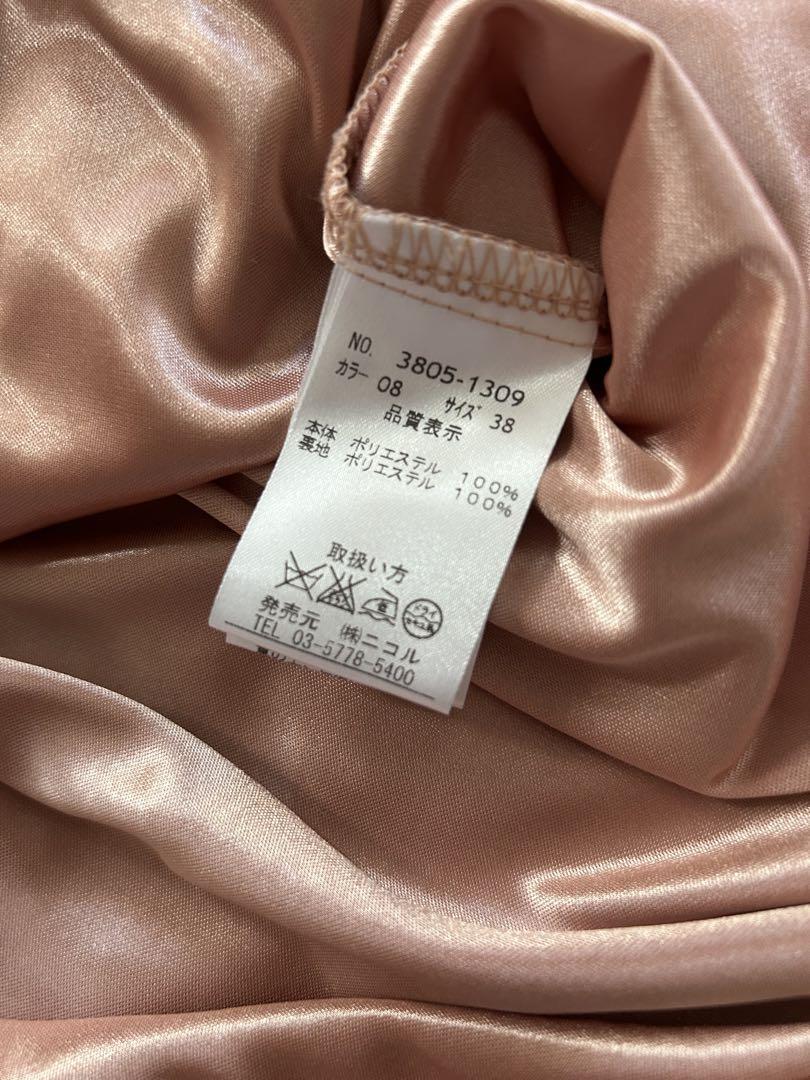 NO. 3805-1309
カラー 08 サイズ 38
品質表示
本体 ポリエステル 100%
裏地 ポリエステル 100%
取扱い方
発売元 ㈱ニコル
TEL 03-5778-5400